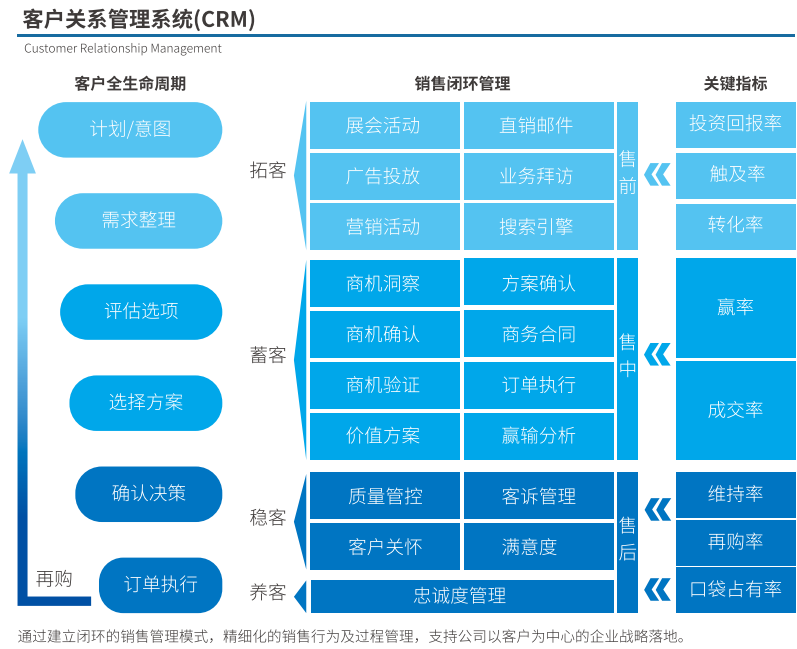 客户关系管理系统(CRM)
Customer Relationship Management
客户全生命周期
计划/意图
需求整理
评估选项
选择方案
确认决策
订单执行
再购
销售闭环管理
拓客
展会活动
直销邮件
广告投放
业务拜访
营销活动
搜索引擎
售前
蓄客
商机洞察
方案确认
商机确认
商务合同
商机验证
订单执行
价值方案
赢输分析
售中
稳客
质量管控
客诉管理
客户关怀
满意度
养客
忠诚度管理
售后
关键指标
投资回报率
触及率
转化率
赢率
成交率
维持率
再购率
口袋占有率
通过建立闭环的销售管理模式，精细化的销售行为及过程管理，支持公司以客户为中心的企业战略落地。